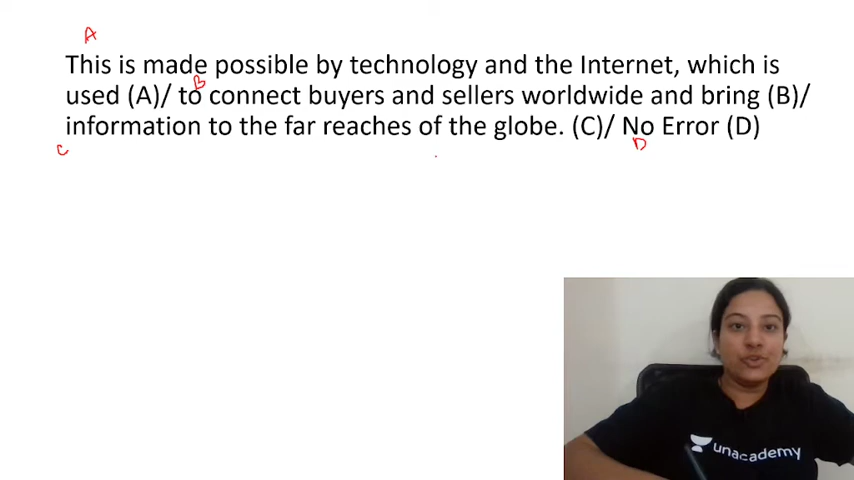 A
This is made possible by technology and the Internet, which is
B
used (A)/ to connect buyers and sellers worldwide and bring (B)/
information to the far reaches of the globe. (C)/ No Error (D)
C
D
unacademy